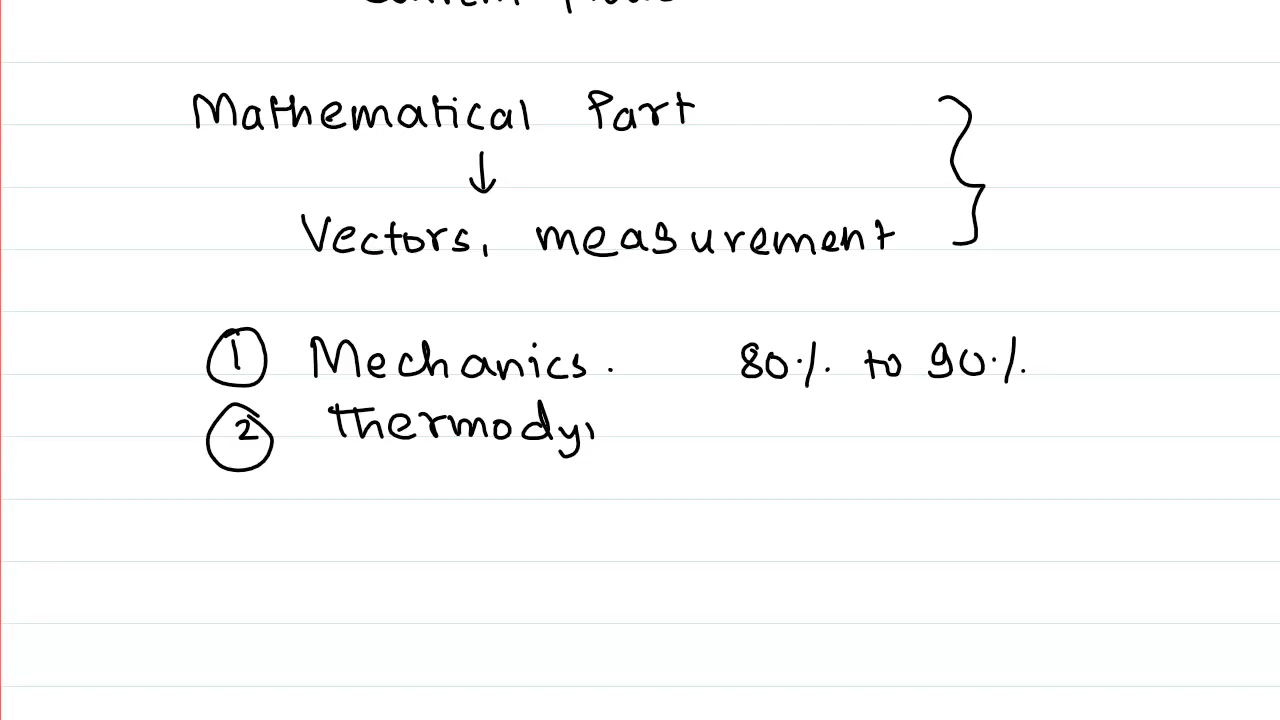 Mathematical Part
↓
Vectors, measurement
1 Mechanics. 80% to 90%
2 thermody